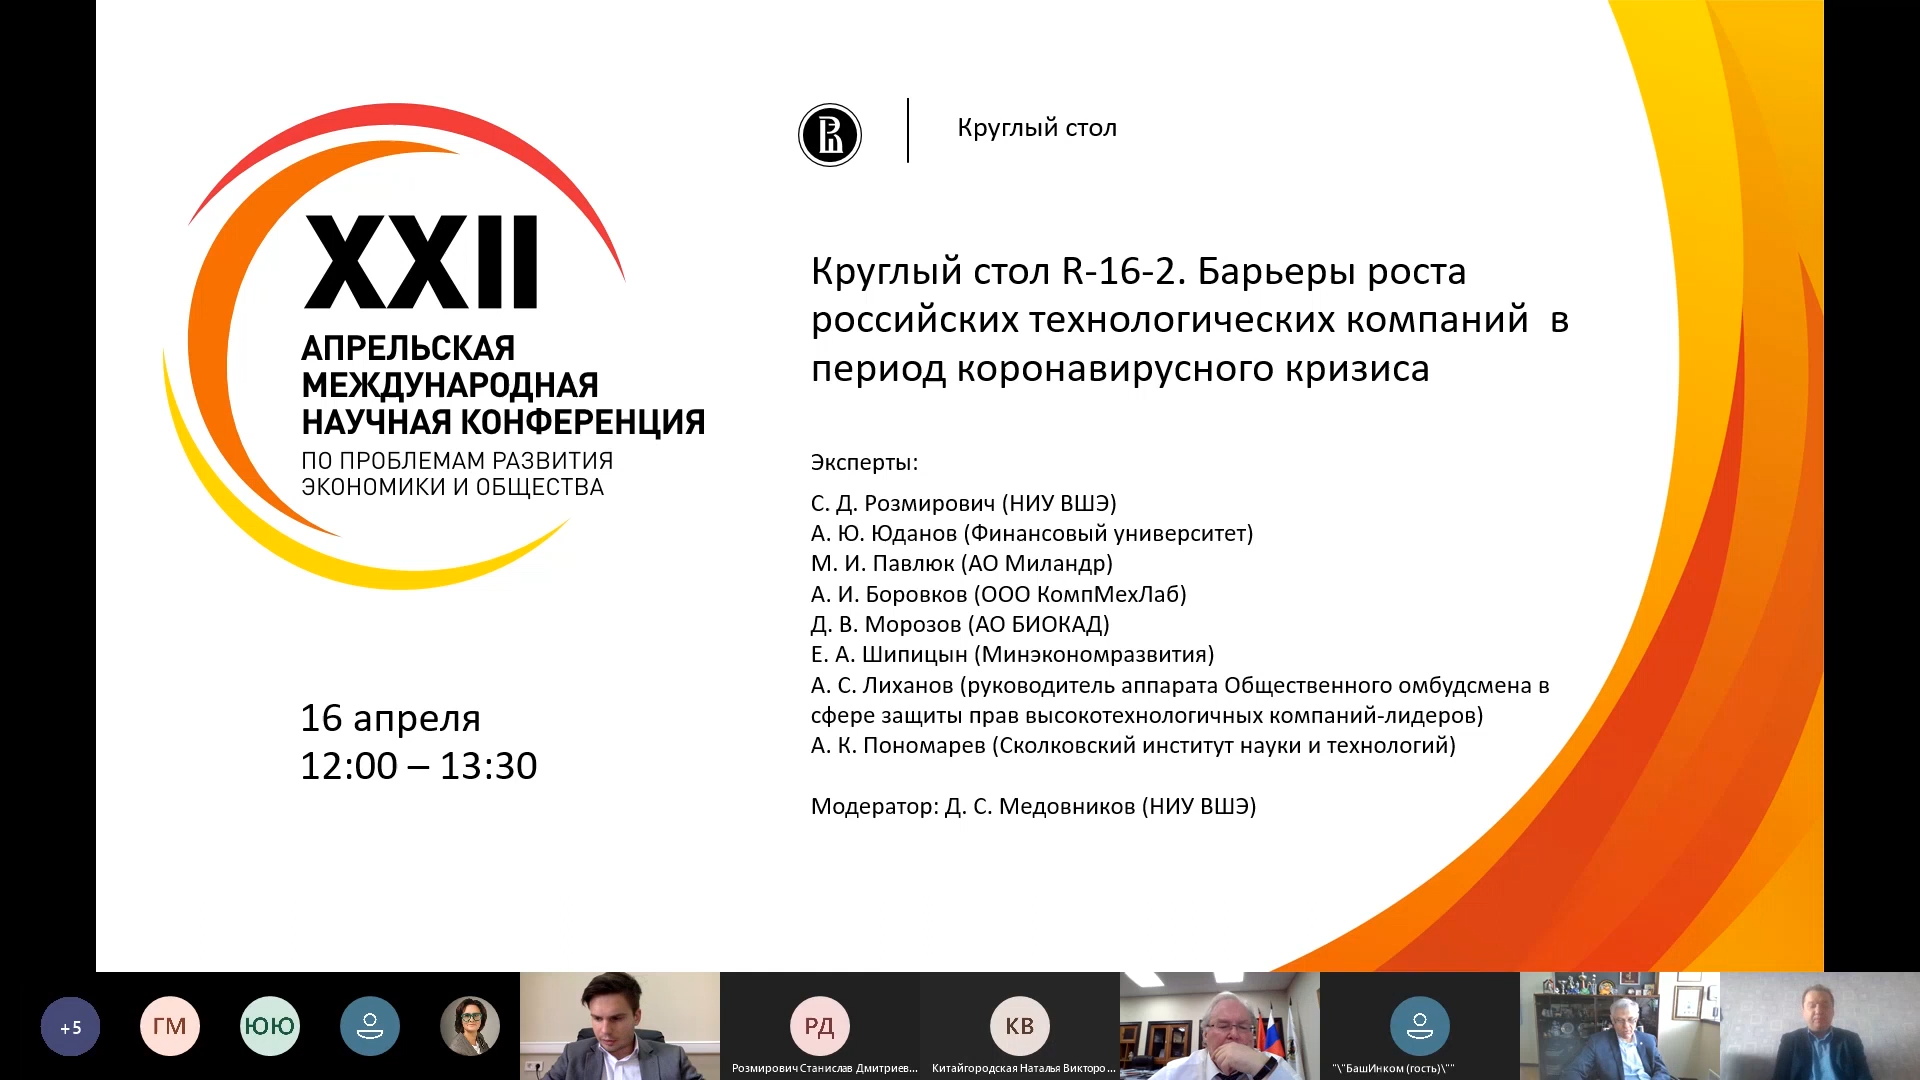 XXII
АПРЕЛЬСКАЯ
МЕЖДУНАРОДНАЯ
НАУЧНАЯ КОНФЕРЕНЦИЯ
ПО ПРОБЛЕМАМ РАЗВИТИЯ
ЭКОНОМИКИ И ОБЩЕСТВА
16 апреля
12:00 – 13:30
Круглый стол
Круглый стол R-16-2. Барьеры роста
российских технологических компаний в
период коронавирусного кризиса
Эксперты:
С. Д. Розмирович (НИУ ВШЭ)
А. Ю. Юданов (Финансовый университет)
М. И. Павлюк (АО Миландр)
А. И. Боровков (ООО КомпМехЛаб)
Д. В. Морозов (АО БИОКАД)
Е. А. Шипицын (Минэкономразвития)
А. С. Лиханов (руководитель аппарата Общественного омбудсмена в
сфере защиты прав высокотехнологичных компаний-лидеров)
А. К. Пономарев (Сколковский институт науки и технологий)
Модератор: Д. С. Медовников (НИУ ВШЭ)
+5
ГМ
ЮЮ
РД
Розмирович Станислав Дмитриев...
КВ
Китайгородская Наталья Викторо...
"\"БашИнком (гость)\""